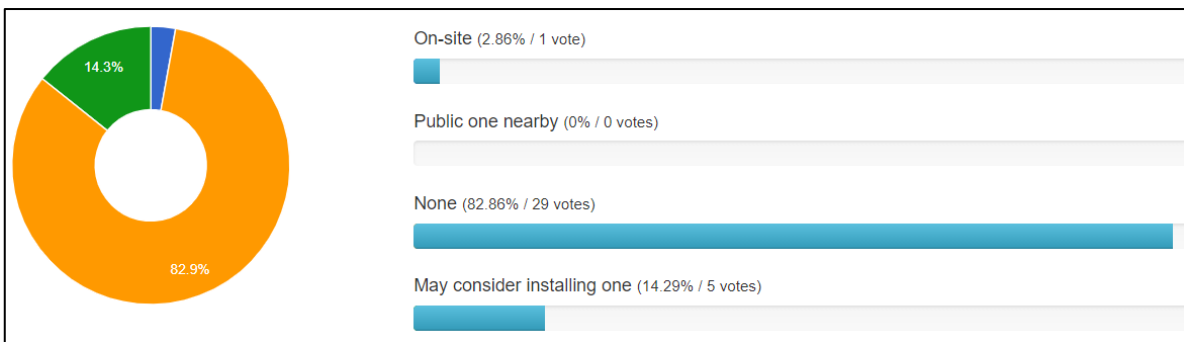 14.3%
82.9%
On-site (2.86% / 1 vote)
Public one nearby (0% / 0 votes)
None (82.86% / 29 votes)
May consider installing one (14.29% / 5 votes)